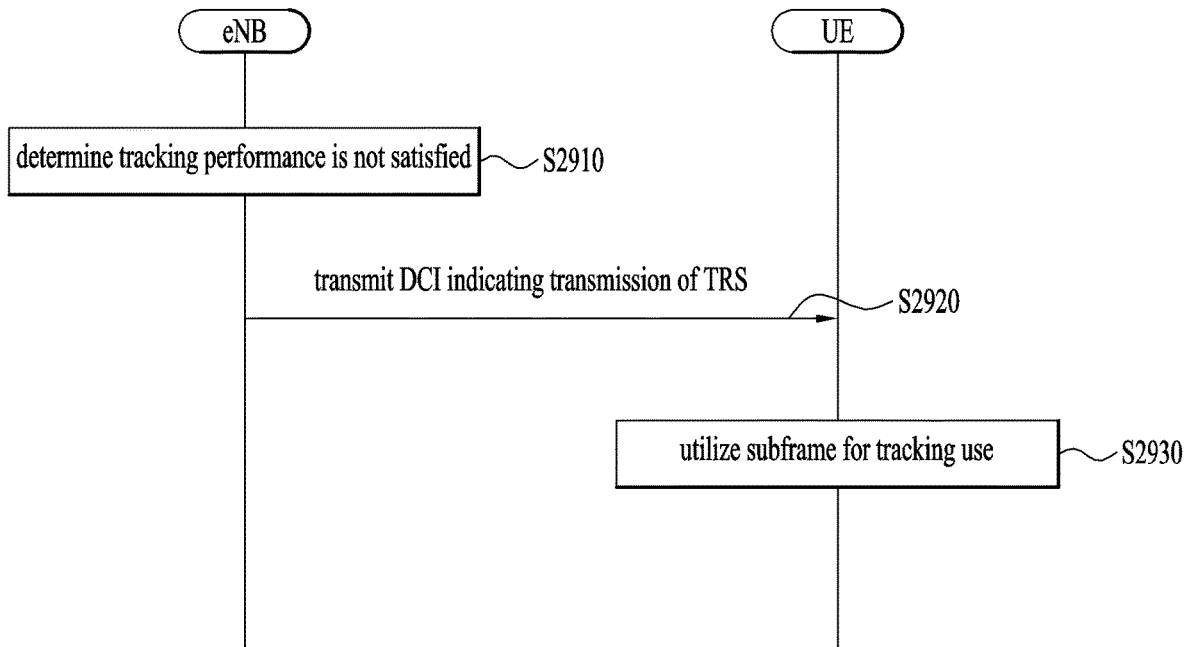 eNB
UE
determine tracking performance is not satisfied
S2910
transmit DCI indicating transmission of TRS
S2920
utilize subframe for tracking use
S2930